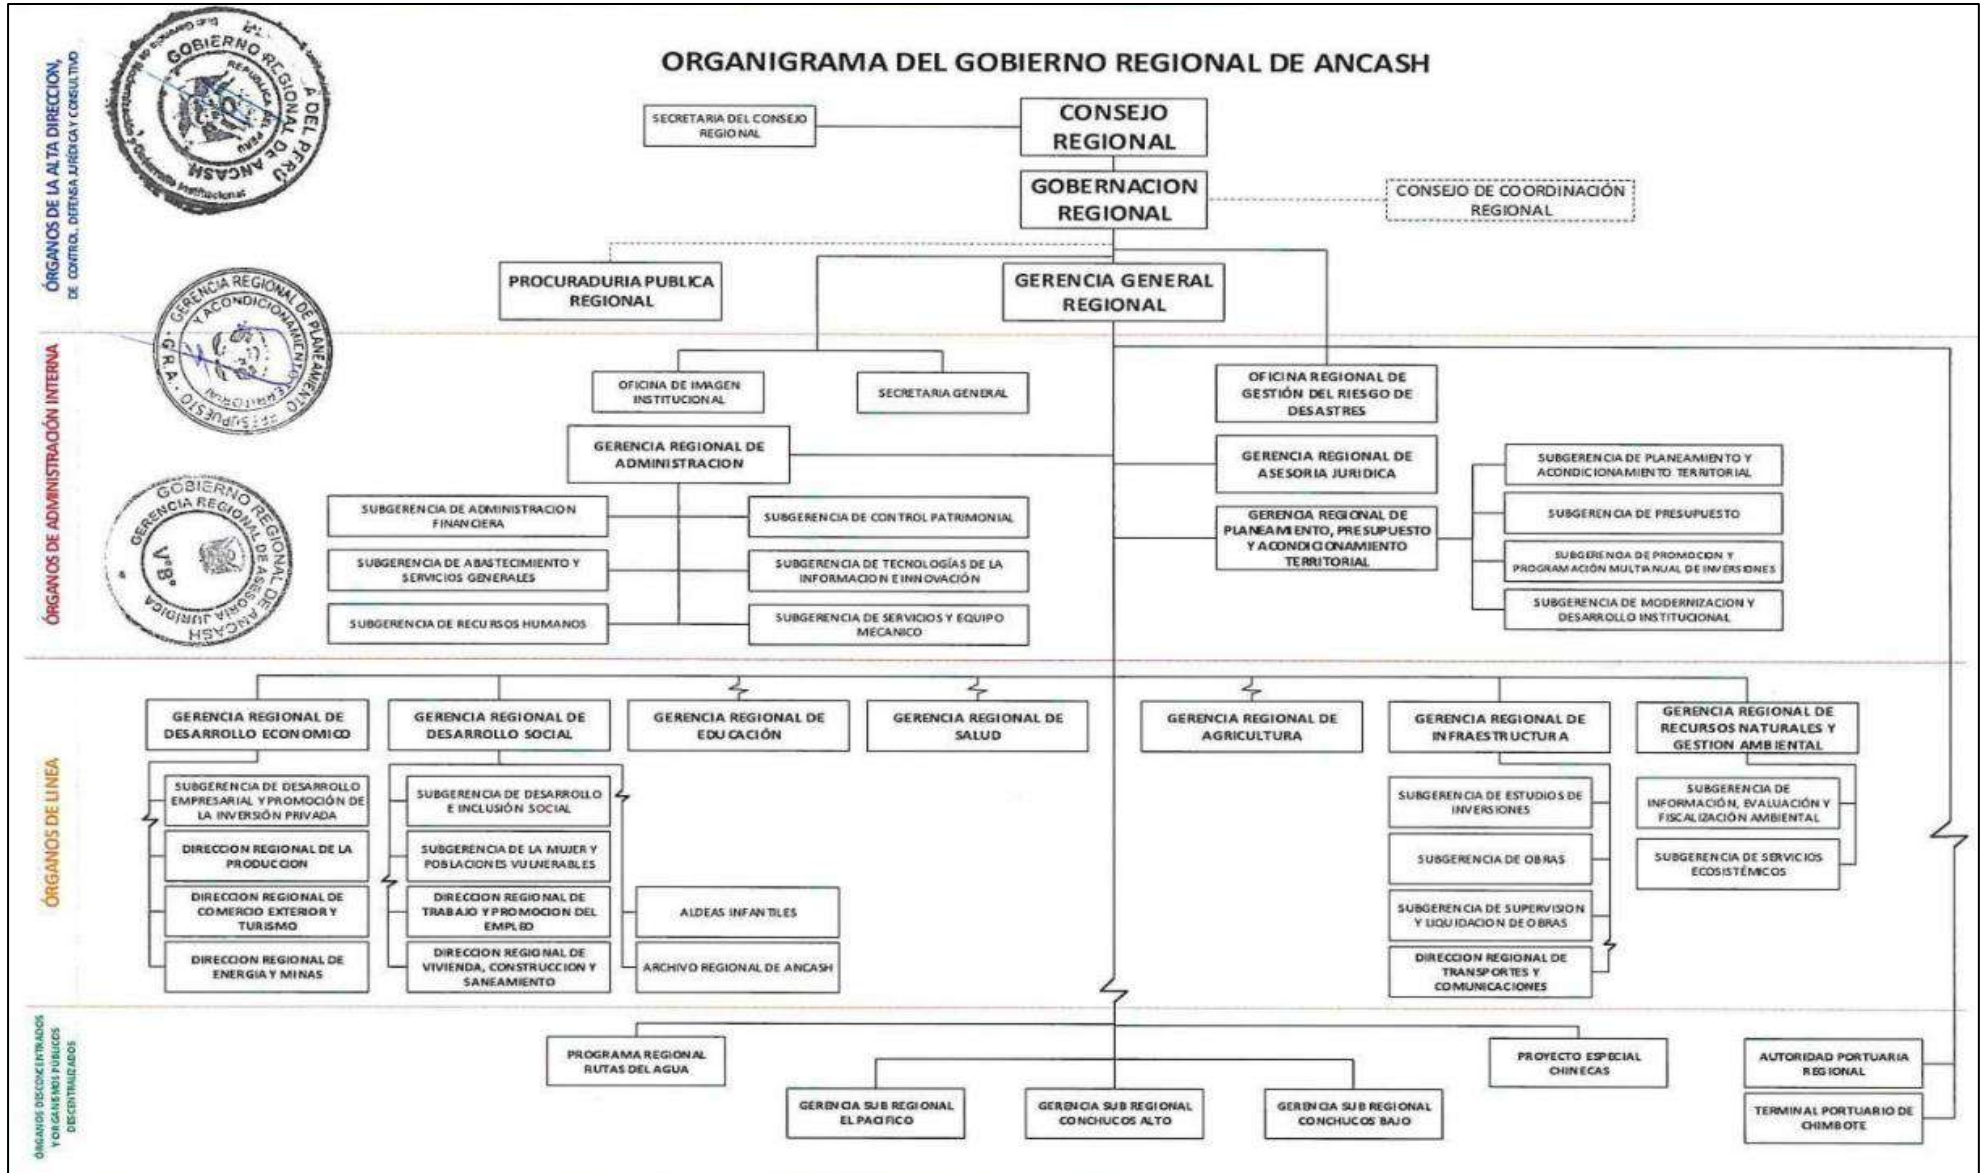 ORGANIGRAMA DEL GOBIERNO REGIONAL DE ANCASH
ÓRGANOS DE LA ALTA DIRECCION,
DE CONTROL, DEFENSA JURÍDICA Y CONSULTIVO
GOBIERNO REGIONAL DE ANCASH
REPUBLICA DEL PERU
SECRETARIA DEL CONSEJO
REGIONAL
CONSEJO
REGIONAL
GOBERNACION
REGIONAL
CONSEJO DE COORDINACIÓN
REGIONAL
PROCURADURIA PUBLICA
REGIONAL
GERENCIA GENERAL
REGIONAL
ÓRGANOS DE ADMINISTRACIÓN INTERNA
GERENCIA REGIONAL DE PLANEAMIENTO
PRESUPUESTO
Y ACONDICIONAMIENTO TERRITORIAL
G.R.A.
GOBIERNO REGIONAL DE ANCASH
GERENCIA REGIONAL DE ASESORIA JURIDICA
VºBº
OFICINA DE IMAGEN
INSTITUCIONAL
SECRETARIA GENERAL
OFICINA REGIONAL DE
GESTIÓN DEL RIESGO DE
DESASTRES
GERENCIA REGIONAL DE
ADMINISTRACION
GERENCIA REGIONAL DE
ASESORIA JURIDICA
SUBGERENCIA DE ADMINISTRACION
FINANCIERA
SUBGERENCIA DE CONTROL PATRIMONIAL
SUBGERENCIA DE ABASTECIMIENTO Y
SERVICIOS GENERALES
SUBGERENCIA DE TECNOLOGÍAS DE LA
INFORMACION E INNOVACIÓN
SUBGERENCIA DE RECURSOS HUMANOS
SUBGERENCIA DE SERVICIOS Y EQUIPO
MECANICO
GERENCIA REGIONAL DE
PLANEAMIENTO, PRESUPUESTO
Y ACONDICIONAMIENTO
TERRITORIAL
SUBGERENCIA DE PLANEAMIENTO Y
ACONDICIONAMIENTO TERRITORIAL
SUBGERENCIA DE PRESUPUESTO
SUBGERENCIA DE PROMOCION Y
PROGRAMACIÓN MULTIANUAL DE INVERSIONES
SUBGERENCIA DE MODERNIZACION Y
DESARROLLO INSTITUCIONAL
ÓRGANOS DE LINEA
GERENCIA REGIONAL DE
DESARROLLO ECONOMICO
GERENCIA REGIONAL DE
DESARROLLO SOCIAL
GERENCIA REGIONAL DE
EDUCACIÓN
GERENCIA REGIONAL DE
SALUD
GERENCIA REGIONAL DE
AGRICULTURA
GERENCIA REGIONAL DE
INFRAESTRUCTURA
GERENCIA REGIONAL DE
RECURSOS NATURALES Y
GESTION AMBIENTAL
SUBGERENCIA DE DESARROLLO
EMPRESARIAL Y PROMOCIÓN DE
LA INVERSIÓN PRIVADA
DIRECCION REGIONAL DE LA
PRODUCCION
DIRECCION REGIONAL DE
COMERCIO EXTERIOR Y
TURISMO
DIRECCION REGIONAL DE
ENERGIA Y MINAS
SUBGERENCIA DE DESARROLLO
E INCLUSIÓN SOCIAL
SUBGERENCIA DE LA MUJER Y
POBLACIONES VULNERABLES
DIRECCION REGIONAL DE
TRABAJO Y PROMOCION DEL
EMPLEO
DIRECCION REGIONAL DE
VIVIENDA, CONSTRUCCION Y
SANEAMIENTO
ALDEAS INFANTILES
ARCHIVO REGIONAL DE ANCASH
SUBGERENCIA DE ESTUDIOS DE
INVERSIONES
SUBGERENCIA DE OBRAS
SUBGERENCIA DE SUPERVISION
Y LIQUIDACION DE OBRAS
DIRECCION REGIONAL DE
TRANSPORTES Y
COMUNICACIONES
SUBGERENCIA DE
INFORMACIÓN, EVALUACIÓN Y
FISCALIZACIÓN AMBIENTAL
SUBGERENCIA DE SERVICIOS
ECOSISTÉMICOS
ÓRGANOS DESCONCENTRADOS
Y ORGANISMOS PÚBLICOS
DESCENTRALIZADOS
PROGRAMA REGIONAL
RUTAS DEL AGUA
GERENCIA SUB REGIONAL
EL PACIFICO
GERENCIA SUB REGIONAL
CONCHUCOS ALTO
GERENCIA SUB REGIONAL
CONCHUCOS BAJO
PROYECTO ESPECIAL
CHINECAS
AUTORIDAD PORTUARIA
REGIONAL
TERMINAL PORTUARIO DE
CHIMBOTE